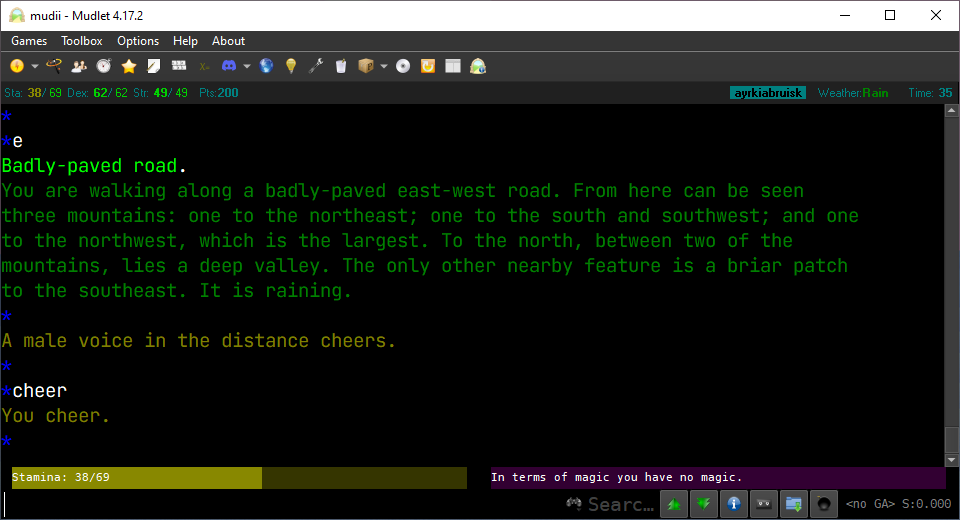 mudii - Mudlet 4.17.2
Games Toolbox Options Help About
Sta: 38/ 69 Dex: 62/ 62 Str: 49/ 49 Pts:200 ayrkiabruisk Weather:Rain Time: 35
*
*e
Badly-paved road.
You are walking along a badly-paved east-west road. From here can be seen
three mountains: one to the northeast; one to the south and southwest; and one
to the northwest, which is the largest. To the north, between two of the
mountains, lies a deep valley. The only other nearby feature is a briar patch
to the southeast. It is raining.
*
A male voice in the distance cheers.
*
*cheer
You cheer.
*
Stamina: 38/69 In terms of magic you have no magic.
Searc... <no GA> S:0.000